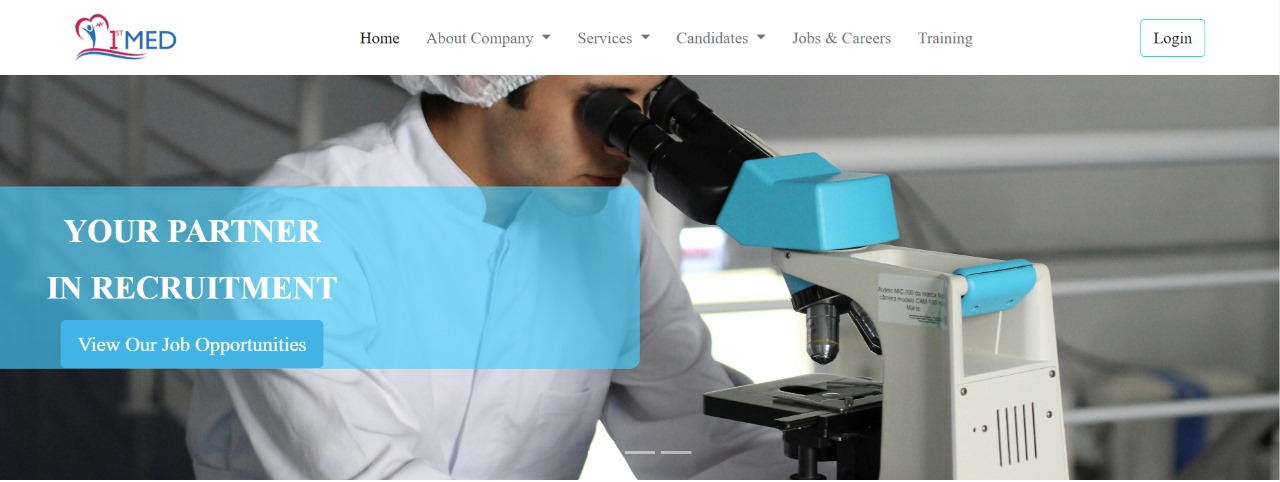 1ST MED
Home
About Company
Services
Candidates
Jobs & Careers
Training
Login
YOUR PARTNER
IN RECRUITMENT
View Our Job Opportunities